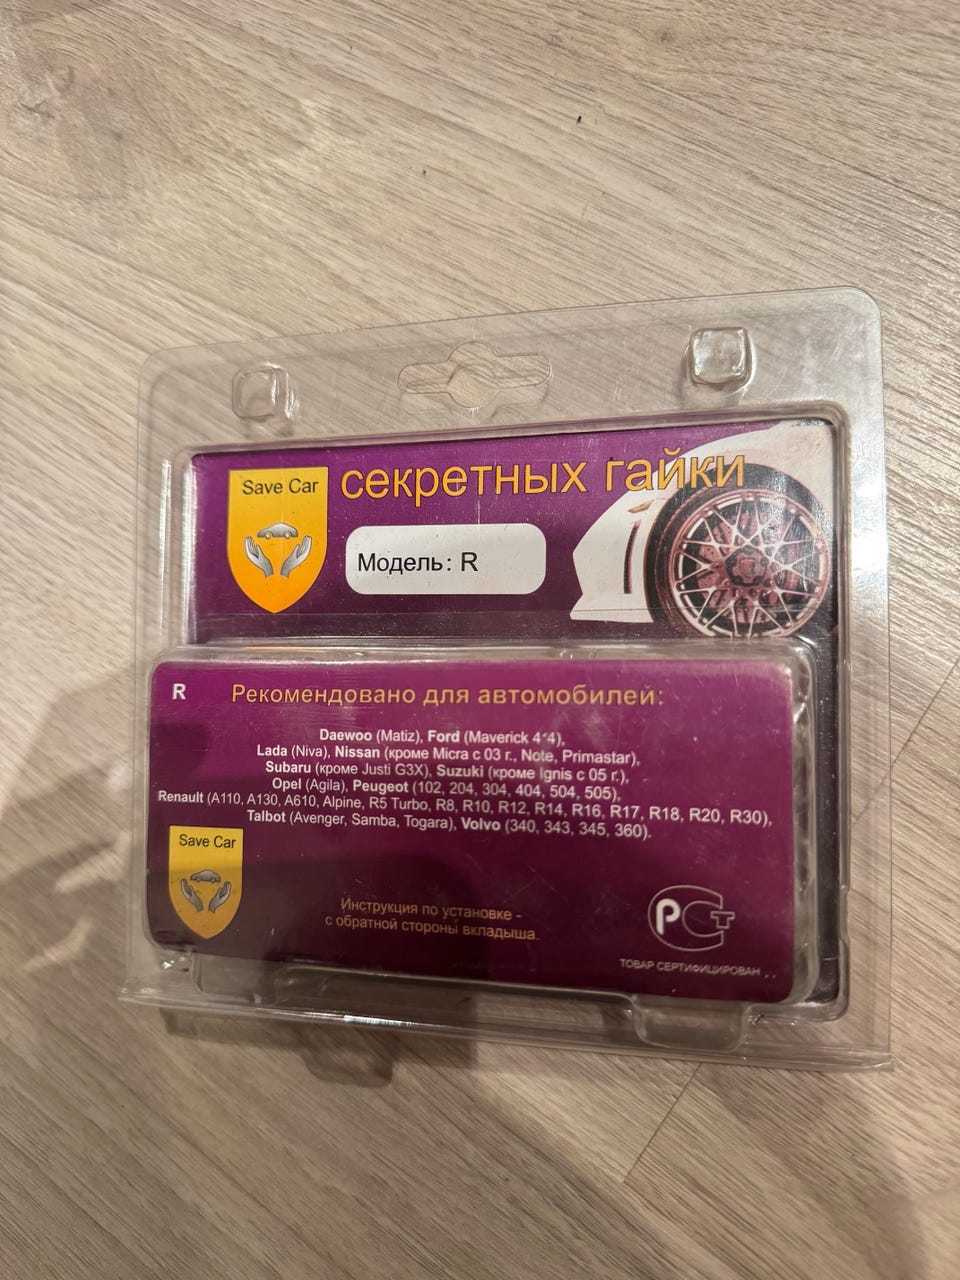 Save Car
секретных гайки
Модель: R
R
Рекомендовано для автомобилей:
Daewoo (Matiz), Ford (Maverick 4*4),
Lada (Niva), Nissan (кроме Micra с 03 г., Note, Primastar),
Subaru (кроме Justi G3X), Suzuki (кроме Ignis с 05 г.),
Opel (Agila), Peugeot (102, 204, 304, 404, 504, 505),
Renault (A110, A130, A610, Alpine, R5 Turbo, R8, R10, R12, R14, R16, R17, R18, R20, R30),
Talbot (Avenger, Samba, Togara), Volvo (340, 343, 345, 360).
Save Car
Инструкция по установке -
с обратной стороны вкладыша.
РСТ
ТОВАР СЕРТИФИЦИРОВАН . .